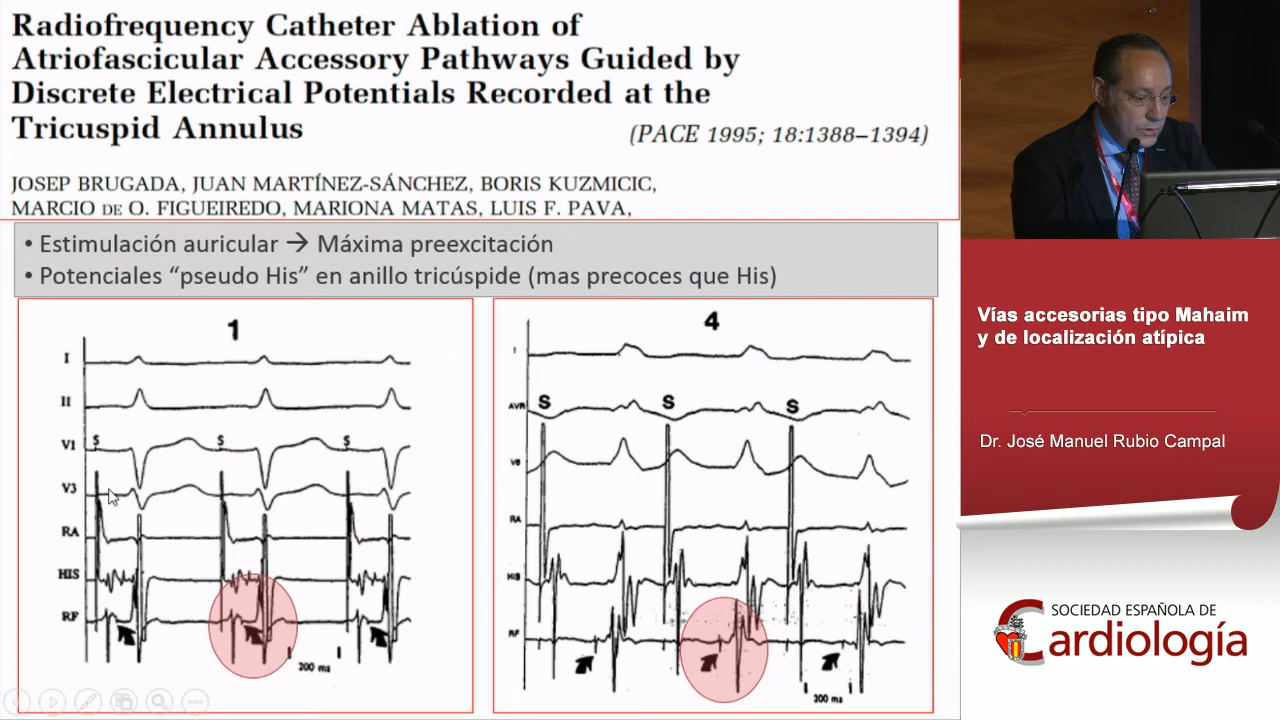 Radiofrequency Catheter Ablation of
Atriofascicular Accessory Pathways Guided by
Discrete Electrical Potentials Recorded at the
Tricuspid Annulus
(PACE 1995; 18:1388–1394)
JOSEP BRUGADA, JUAN MARTÍNEZ-SÁNCHEZ, BORIS KUZMICIC,
MARCIO DE O. FIGUEIREDO, MARIONA MATAS, LUIS F. PAVA,
• Estimulación auricular → Máxima preexcitación
• Potenciales “pseudo His” en anillo tricúspide (mas precoces que His)
1
I
II
V1
S S S
V3
RA
HIS
RF
200 ms
4
I
AVR
S S S
V6
RA
HIS
RF
200 ms
Vías accesorias tipo Mahaim
y de localización atípica
Dr. José Manuel Rubio Campal
SOCIEDAD ESPAÑOLA DE
Cardiología